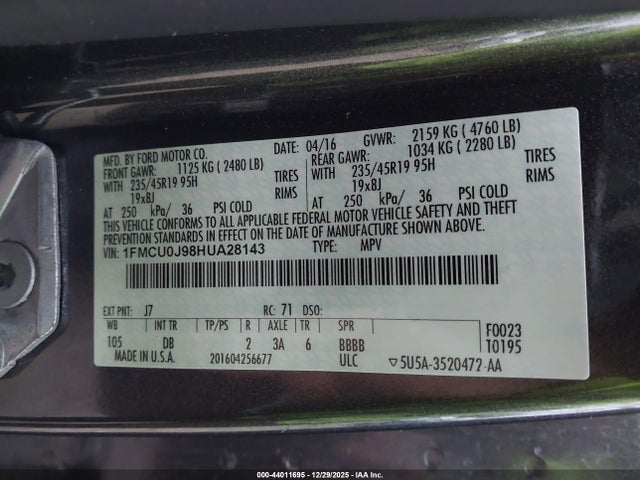 MFD. BY FORD MOTOR CO.
DATE: 04/16 GVWR: 2159 KG ( 4760 LB)
FRONT GAWR: 1125 KG ( 2480 LB)
REAR GAWR: 1034 KG ( 2280 LB)
WITH 235/45R19 95H TIRES WITH 235/45R19 95H TIRES
19x8J RIMS 19x8J RIMS
AT 250 kPa/ 36 PSI COLD AT 250 kPa/ 36 PSI COLD
THIS VEHICLE CONFORMS TO ALL APPLICABLE FEDERAL MOTOR VEHICLE SAFETY AND THEFT
PREVENTION STANDARDS IN EFFECT ON THE DATE OF MANUFACTURE SHOWN ABOVE.
VIN: 1FMCU0J98HUA28143 TYPE: MPV
EXT PNT: J7 RC: 71 DSO:
WB INT TR TP/PS R AXLE TR SPR F0023
105 DB 2 3A 6 BBBB T0195
MADE IN U.S.A. 201604256677 ULC ▽5U5A-3520472-AA
000-44011695 - 12/29/2025 - IAA Inc.